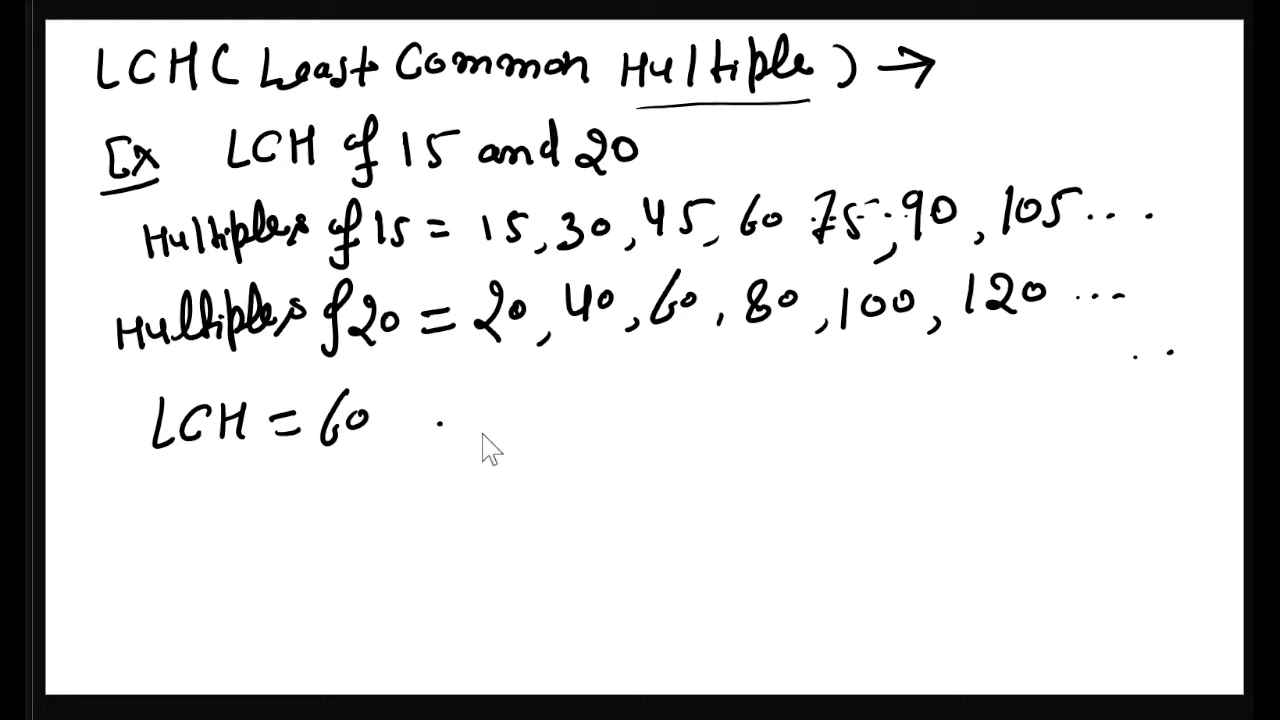 LCM (Least Common Multiple) →
Ex LCM of 15 and 20
Multiples of 15 = 15, 30, 45, 60 75, 90, 105 ....
Multiples of 20 = 20, 40, 60, 80, 100, 120 ... ..
LCM = 60 .